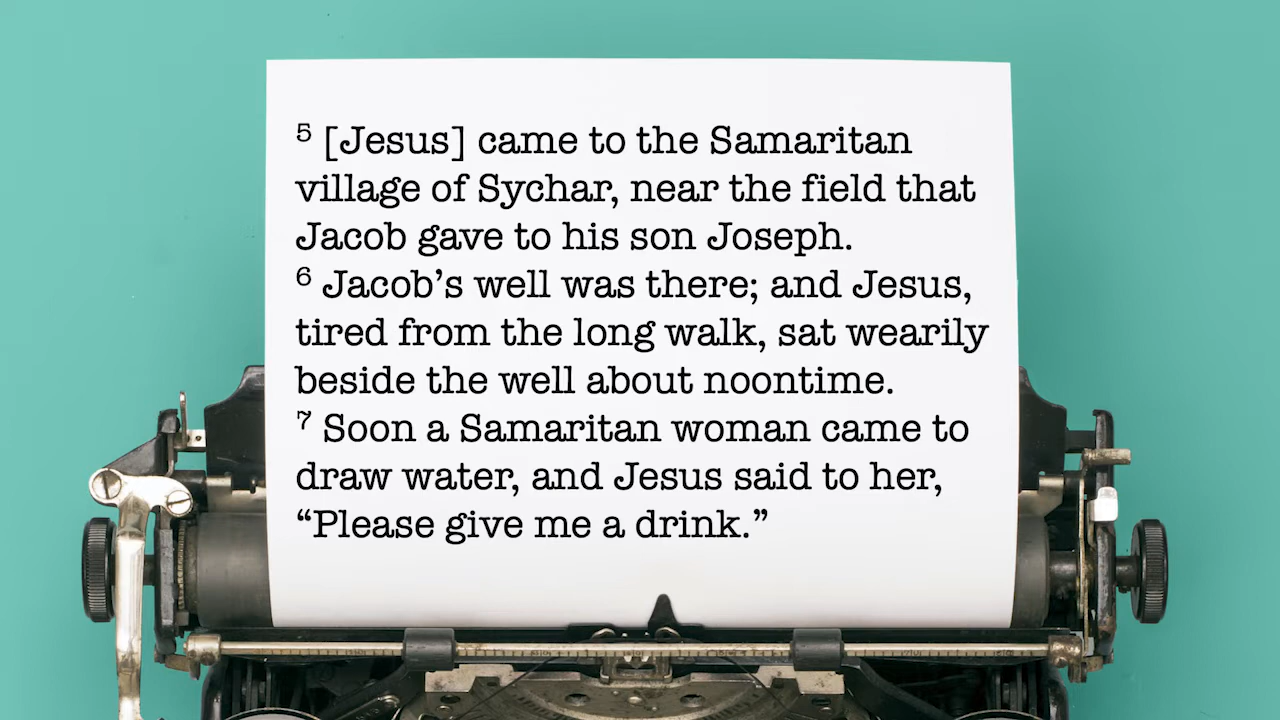 ⁵ [Jesus] came to the Samaritan
village of Sychar, near the field that
Jacob gave to his son Joseph.
⁶ Jacob’s well was there; and Jesus,
tired from the long walk, sat wearily
beside the well about noontime.
⁷ Soon a Samaritan woman came to
draw water, and Jesus said to her,
“Please give me a drink.”